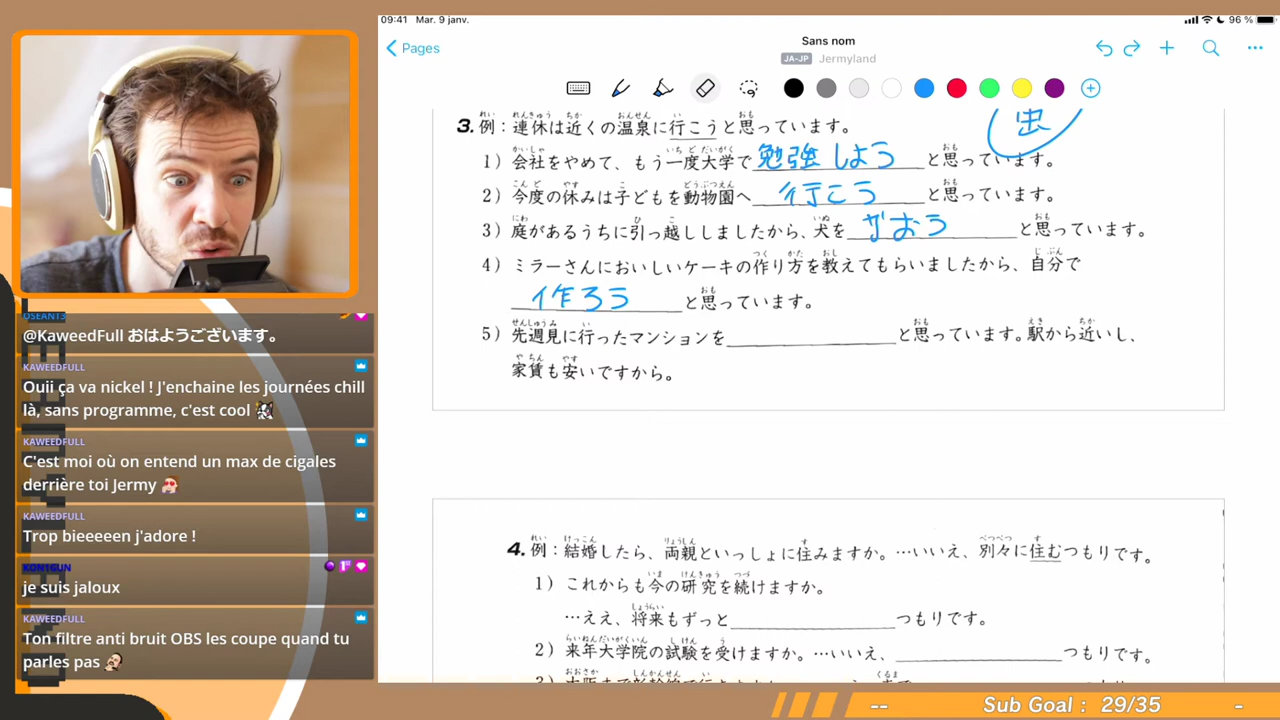 09:41 Mar. 9 janv.
96 %
Pages
Sans nom
JA-JP Jermyland
3. 例：連休は近くの温泉に行こうと思っています。
虫
1）会社をやめて、もう一度大学で勉強しようと思っています。
2）今度の休みは子どもを動物園へ行こうと思っています。
3）庭があるうちに引っ越ししましたから、犬を
おうと思っています。
4）ミラーさんにおいしいケーキの作り方を教えてもらいましたから、自分で
作ろうと思っています。
5）先週見に行ったマンションを と思っています。駅から近いし、
家賃も安いですから。
4. 例：結婚したら、両親といっしょに住みますか。…いいえ、別々に住むつもりです。
1）これからも今の研究を続けますか。
…ええ、将来もずっと つもりです。
2）来年大学院の試験を受けますか。…いいえ、 つもりです。
OSEANT3
@KaweedFull おはようございます。
KAWEEDFULL
Ouii ça va nickel ! J'enchaine les journées chill
là, sans programme, c'est cool
KAWEEDFULL
C'est moi où on entend un max de cigales
derrière toi Jermy
KAWEEDFULL
Trop bieeeeen j'adore !
KON1GUN
1st
je suis jaloux
KAWEEDFULL
Ton filtre anti bruit OBS les coupe quand tu
parles pas
-- Sub Goal : 29/35 -